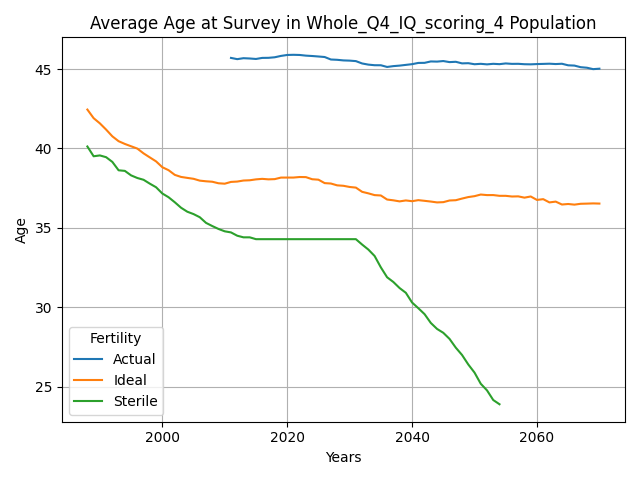 Average Age at Survey in Whole_Q4_IQ_scoring_4 Population
Age
45
40
35
30
25
Fertility
Actual
Ideal
Sterile
2000
2020
2040
2060
Years